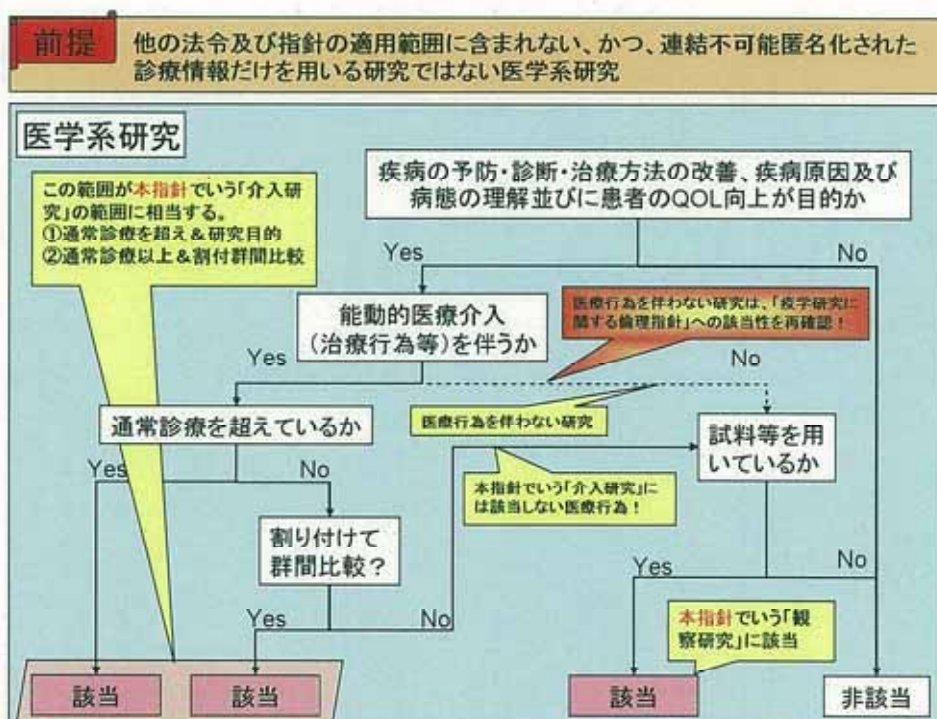 前提
他の法令及び指針の適用範囲に含まれない、かつ、連結不可能匿名化された
診療情報だけを用いる研究ではない医学系研究
医学系研究
この範囲が本指針でいう「介入研
究」の範囲に相当する。
①通常診療を超え&研究目的
②通常診療以上&割付群間比較
疾病の予防・診断・治療方法の改善、疾病原因及び
病態の理解並びに患者のQOL向上が目的か
Yes
No
能動的医療介入
(治療行為等)を伴うか
医療行為を伴わない研究は、「疫学研究に
関する倫理指針」への該当性を再確認!
Yes
No
通常診療を超えているか
医療行為を伴わない研究
試料等を用
いているか
Yes
No
本指針でいう「介入研究」に
は該当しない医療行為!
割り付けて
群間比較?
Yes
No
Yes
No
本指針でいう「観
察研究」に該当
該当
該当
該当
非該当